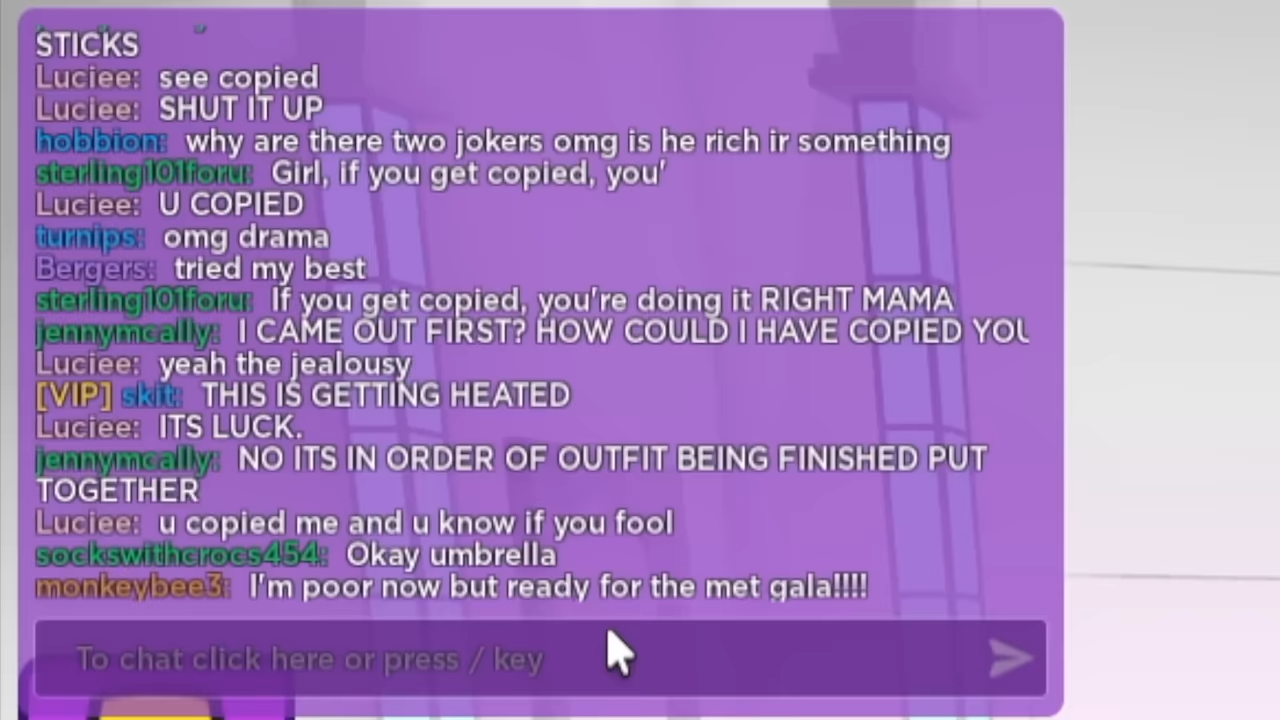 STICKS
Luciee: see copied
Luciee: SHUT IT UP
hobbion: why are there two jokers omg is he rich ir something
sterling101foru: Girl, if you get copied, you'
Luciee: U COPIED
turnips: omg drama
Bergers: tried my best
sterling101foru: If you get copied, you're doing it RIGHT MAMA
jennymcally: I CAME OUT FIRST? HOW COULD I HAVE COPIED YOU
Luciee: yeah the jealousy
[VIP] skit: THIS IS GETTING HEATED
Luciee: ITS LUCK.
jennymcally: NO ITS IN ORDER OF OUTFIT BEING FINISHED PUT
TOGETHER
Luciee: u copied me and u know if you fool
sockswithcrocs454: Okay umbrella
monkeybee3: I'm poor now but ready for the met gala!!!!
To chat click here or press / key